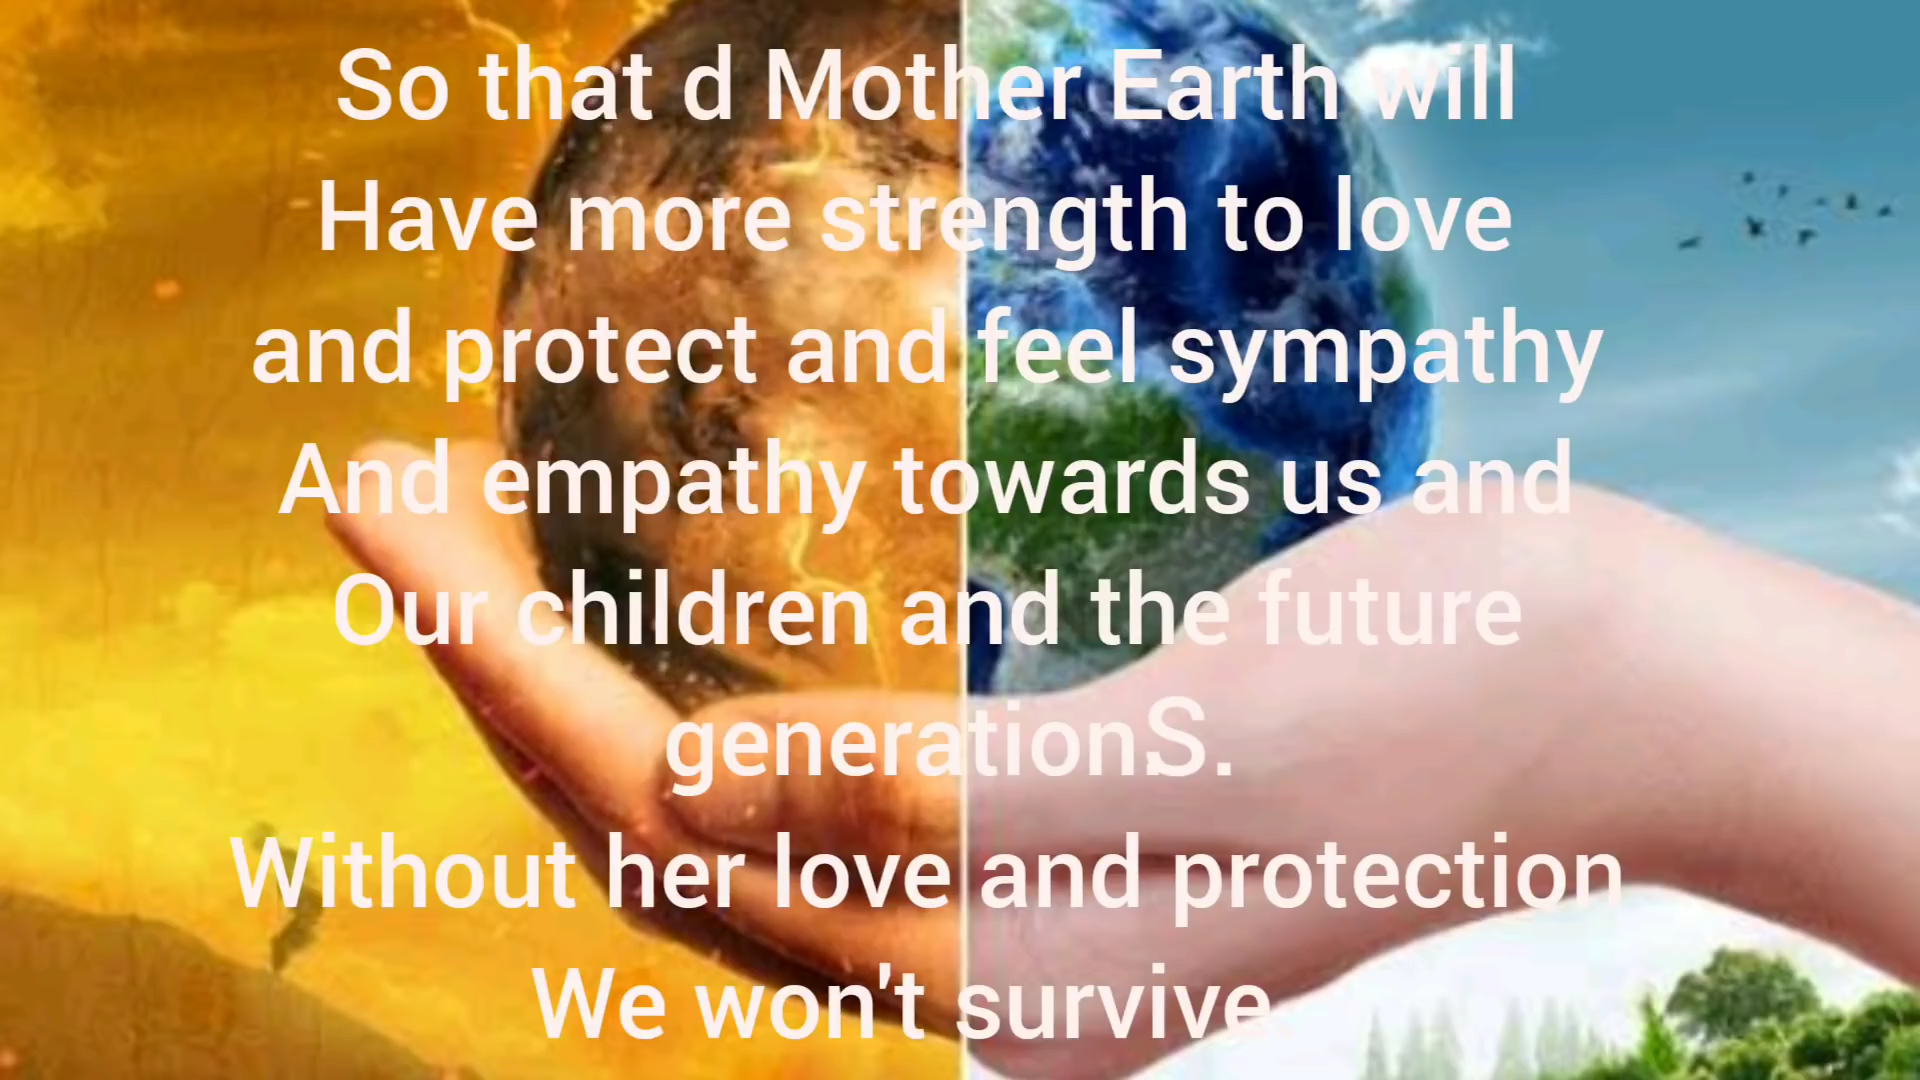 So that d Mother Earth will
Have more strength to love
and protect and feel sympathy
And empathy towards us and
Our children and the future
generationS.
Without her love and protection
We won't survive